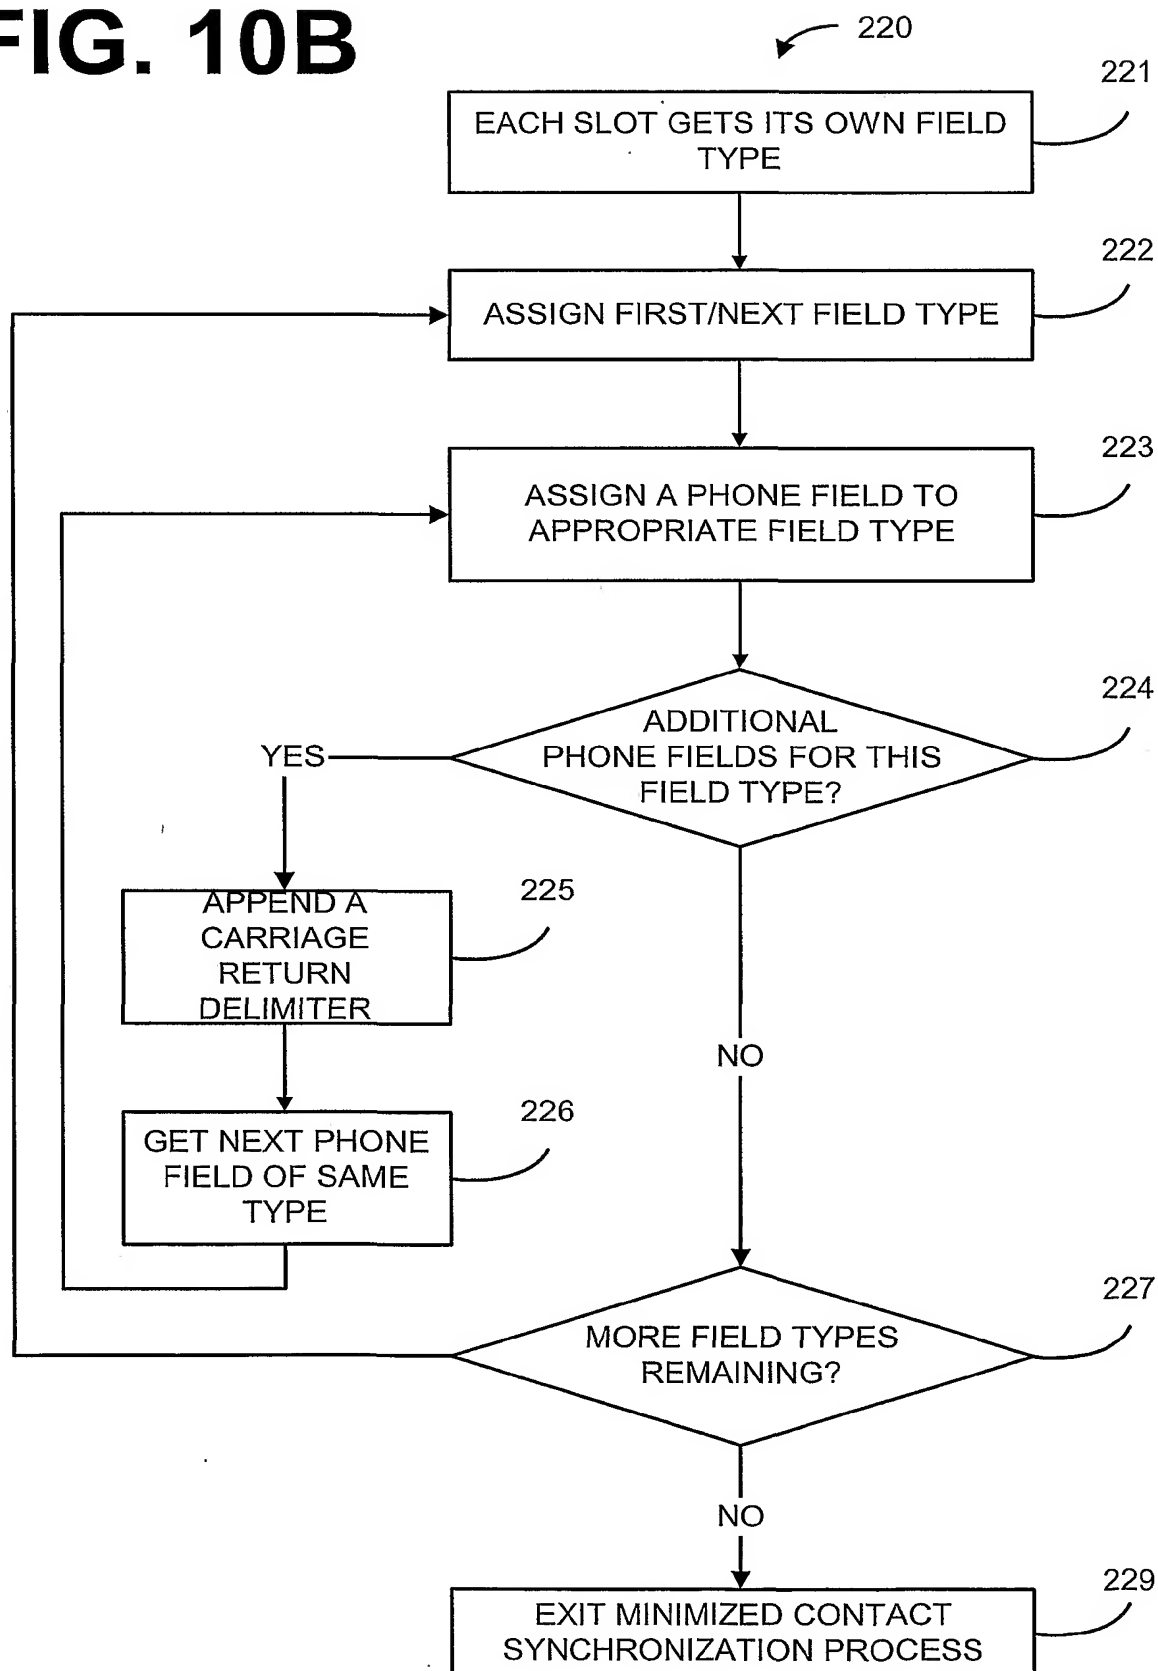 FIG. 10B
220
221
EACH SLOT GETS ITS OWN FIELD
TYPE
222
ASSIGN FIRST/NEXT FIELD TYPE
223
ASSIGN A PHONE FIELD TO
APPROPRIATE FIELD TYPE
224
ADDITIONAL
PHONE FIELDS FOR THIS
FIELD TYPE?
YES
225
APPEND A
CARRIAGE
RETURN
DELIMITER
NO
226
GET NEXT PHONE
FIELD OF SAME
TYPE
227
MORE FIELD TYPES
REMAINING?
NO
229
EXIT MINIMIZED CONTACT
SYNCHRONIZATION PROCESS